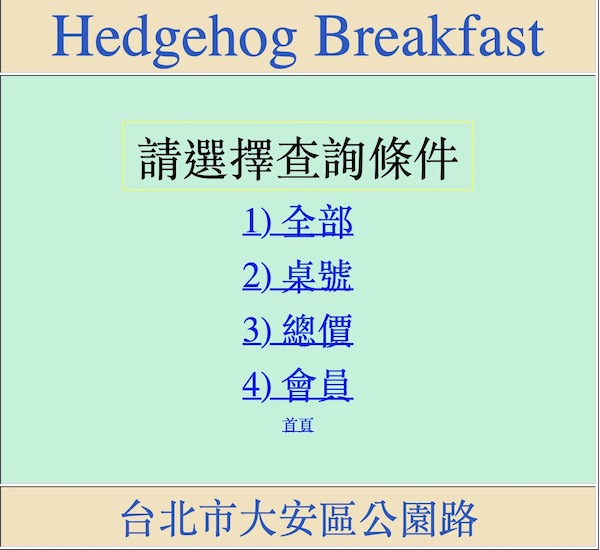 Hedgehog Breakfast
請選擇查詢條件
1) 全部
2) 桌號
3) 總價
4) 會員
首頁
台北市大安區公園路